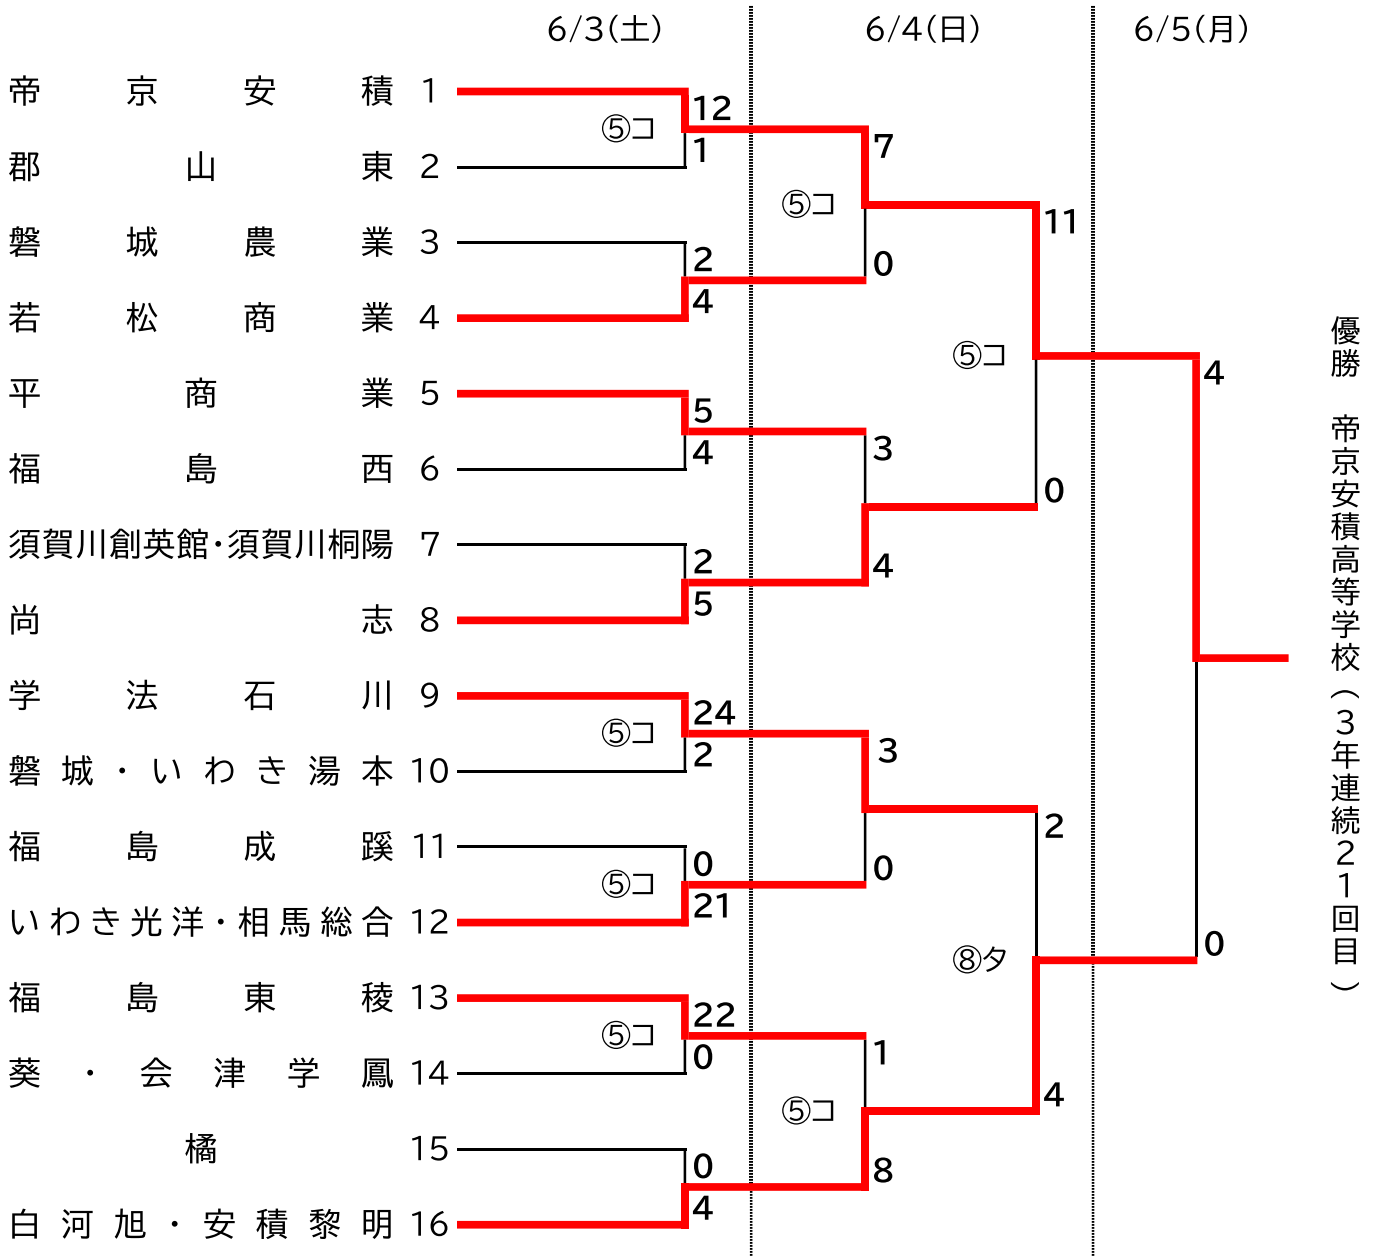 6/3(土) 6/4(日) 6/5(月)
帝京安積 1
12
⑤コ
1
郡山東 2
7
⑤コ
0
磐城農業 3
2
4
若松商業 4
11
⑤コ
0
平商業 5
5
4
福島西 6
3
4
須賀川創英館・須賀川桐陽 7
2
5
尚志 8
4
0
学法石川 9
24
⑤コ
2
磐城・いわき湯本 10
3
0
福島成蹊 11
0
⑤コ
21
いわき光洋・相馬総合 12
2
⑧タ
4
福島東稜 13
22
⑤コ
0
葵・会津学鳳 14
1
⑤コ
8
橘 15
0
4
白河旭・安積黎明 16
優勝 帝京安積高等学校(3年連続21回目)